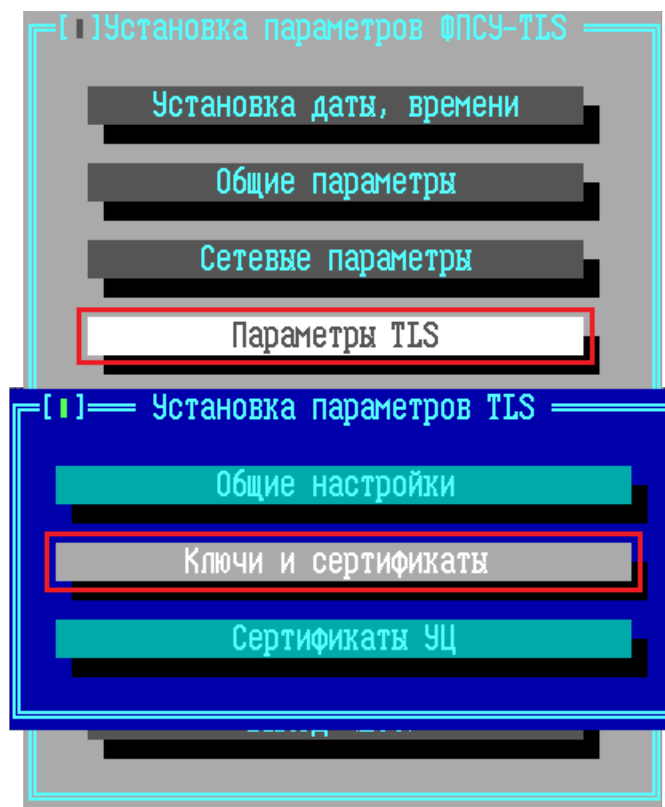 [▮]Установка параметров ФПСУ-TLS
Установка даты, времени
Общие параметры
Сетевые параметры
Параметры TLS
[▮] Установка параметров TLS
Общие настройки
Ключи и сертификаты
Сертификаты УЦ